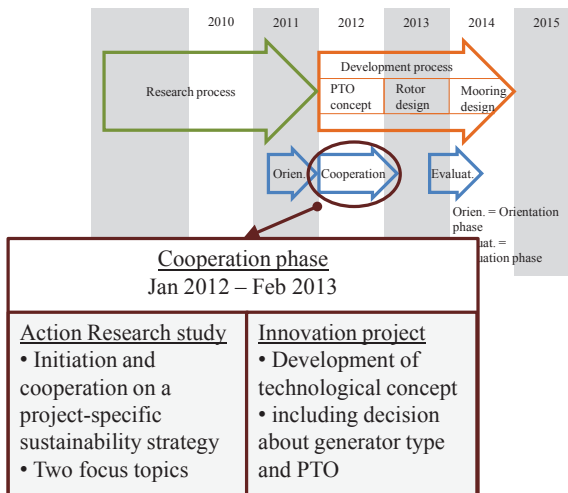 2010 2011 2012 2013 2014 2015
Development process
Research process
PTO concept
Rotor design
Mooring design
Orien.
Cooperation
Evaluat.
Orien. = Orientation
phase
uat. =
uation phase
Cooperation phase
Jan 2012 – Feb 2013
Action Research study
• Initiation and
cooperation on a
project-specific
sustainability strategy
• Two focus topics
Innovation project
• Development of
technological concept
• including decision
about generator type
and PTO